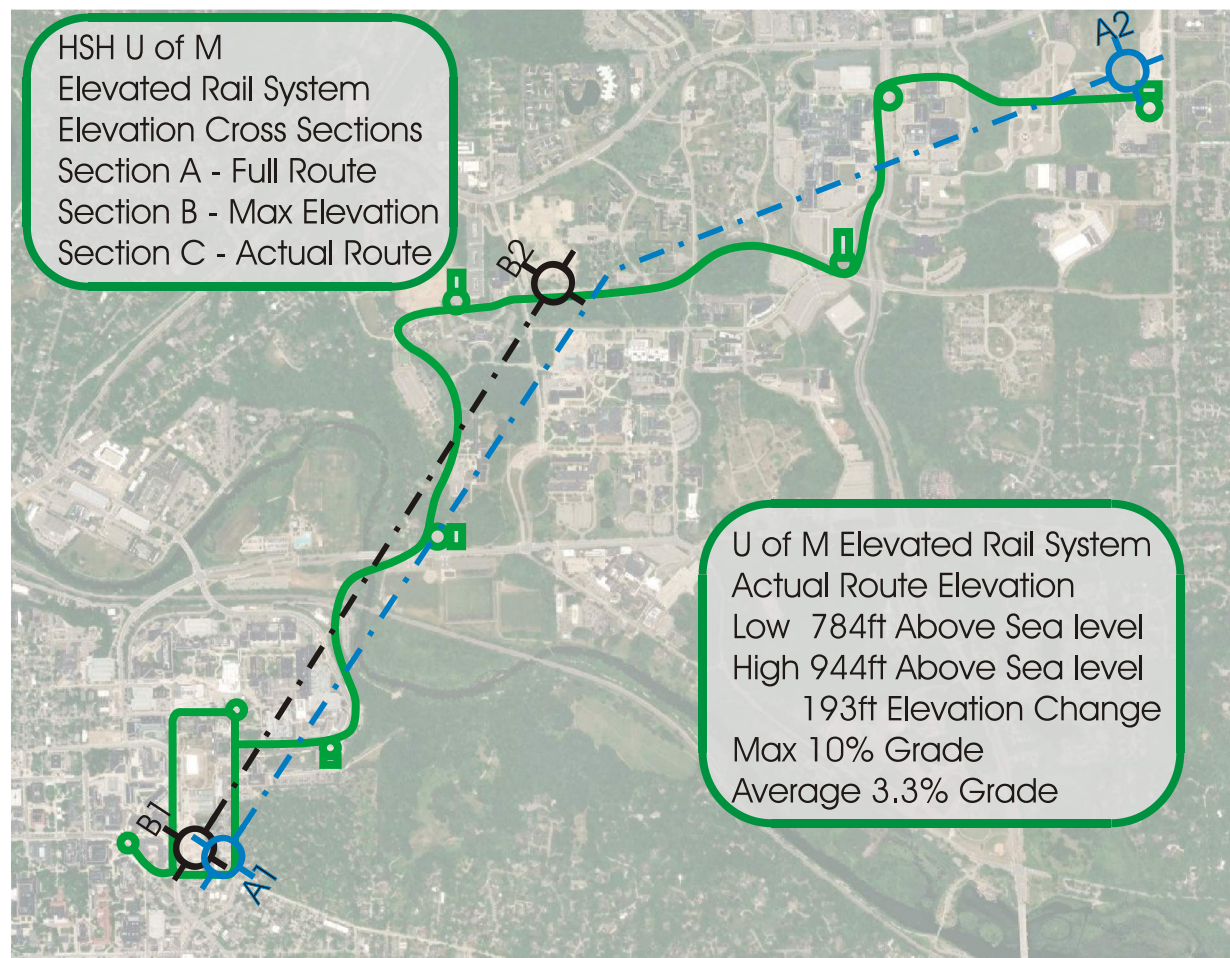 HSH U of M
Elevated Rail System
Elevation Cross Sections
Section A - Full Route
Section B - Max Elevation
Section C - Actual Route
A2
B2
U of M Elevated Rail System
Actual Route Elevation
Low 784ft Above Sea level
High 944ft Above Sea level
193ft Elevation Change
Max 10% Grade
Average 3.3% Grade
B1
A1